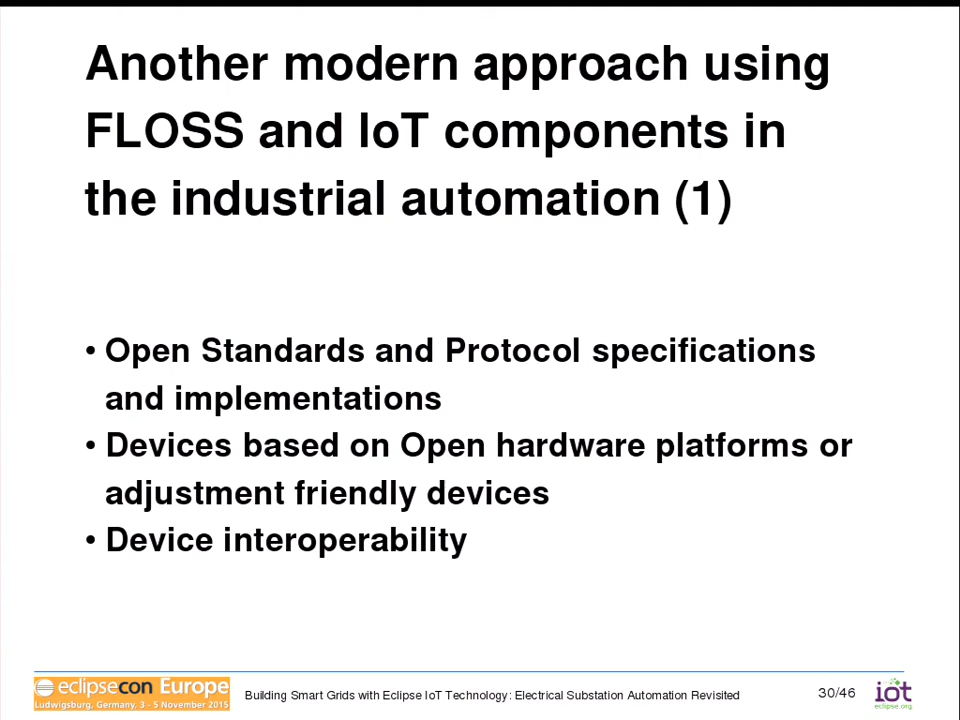 Another modern approach using
FLOSS and IoT components in
the industrial automation (1)
• Open Standards and Protocol specifications
and implementations
• Devices based on Open hardware platforms or
adjustment friendly devices
• Device interoperability
eclipsecon Europe
Ludwigsburg, Germany, 3 - 5 November 2015
Building Smart Grids with Eclipse IoT Technology: Electrical Substation Automation Revisited
30/46
iot
eclipse.org